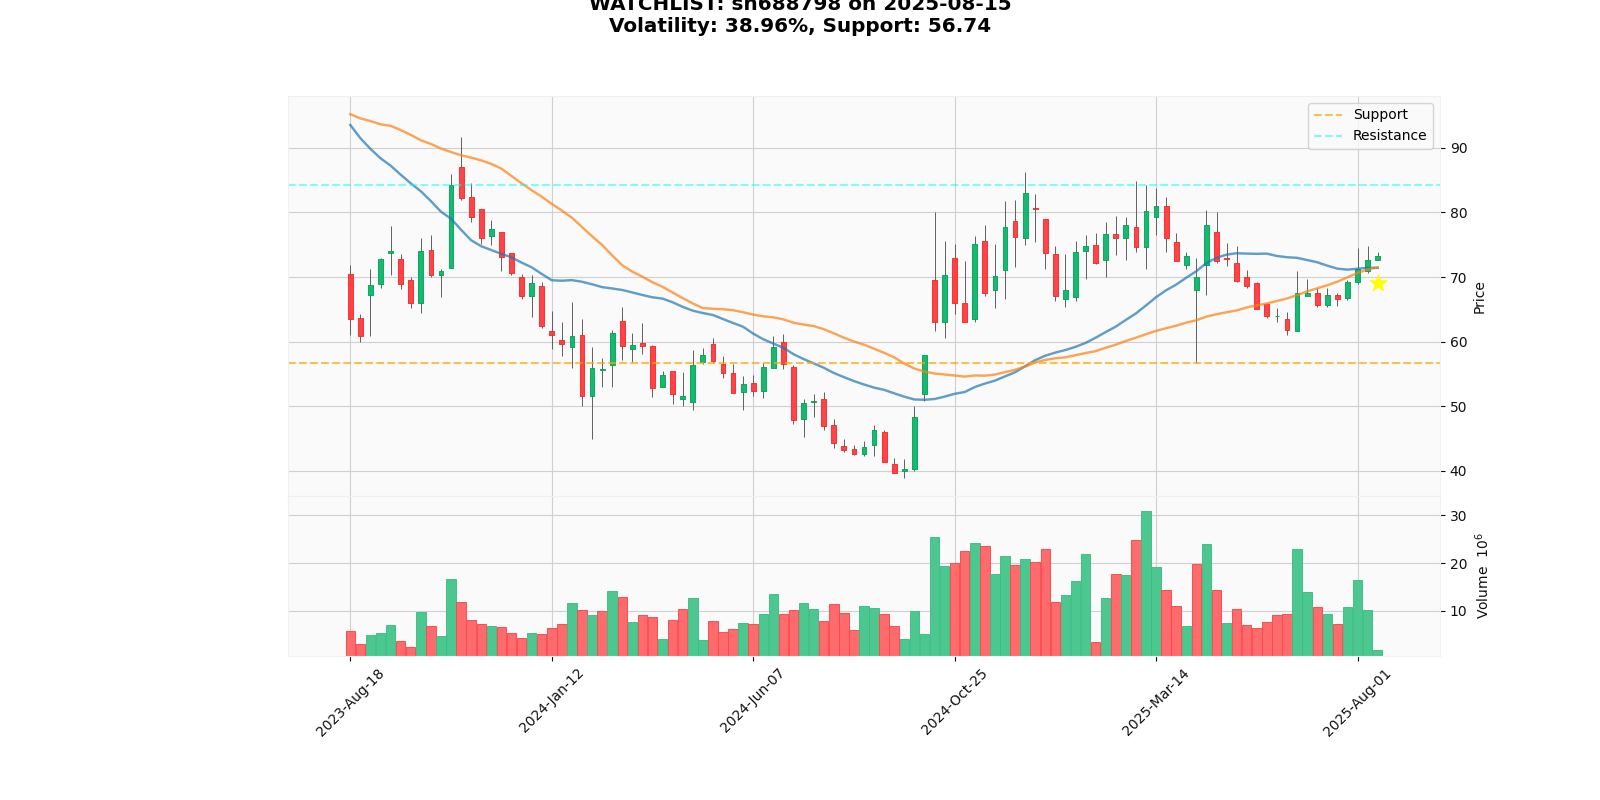 WATCHLIST: sh688798 on 2025-08-15
Volatility: 38.96%, Support: 56.74
Support
Resistance
90
80
70
60
50
40
Price
30
20
10
Volume 10^6
2023-Aug-18
2024-Jan-12
2024-Jun-07
2024-Oct-25
2025-Mar-14
2025-Aug-01